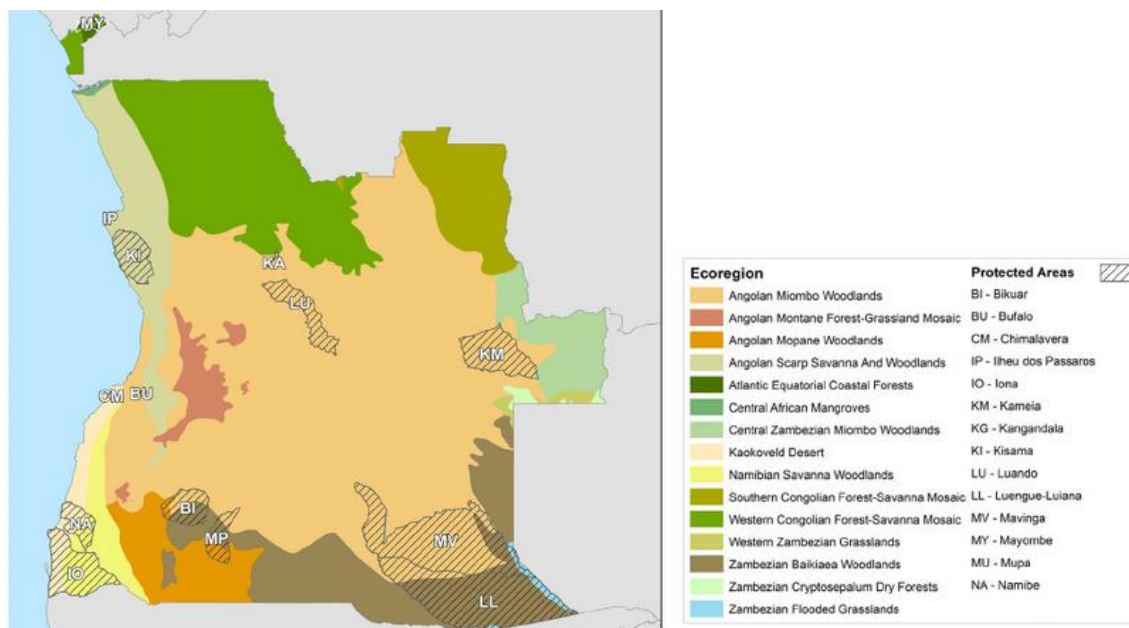 MY
IP
KI
KA
LU
KM
CM
BU
BI
MP
NA
IO
MV
LL
Ecoregion
Angolan Miombo Woodlands
Angolan Montane Forest-Grassland Mosaic
Angolan Mopane Woodlands
Angolan Scarp Savanna And Woodlands
Atlantic Equatorial Coastal Forests
Central African Mangroves
Central Zambezian Miombo Woodlands
Kaokoveld Desert
Namibian Savanna Woodlands
Southern Congolian Forest-Savanna Mosaic
Western Congolian Forest-Savanna Mosaic
Western Zambezian Grasslands
Zambezian Baikiaea Woodlands
Zambezian Cryptosepalum Dry Forests
Zambezian Flooded Grasslands
Protected Areas
BI - Bikuar
BU - Bufalo
CM - Chimalavera
IP - Ilheu dos Passaros
IO - Iona
KM - Kameia
KG - Kangandala
KI - Kisama
LU - Luando
LL - Luengue-Luiana
MV - Mavinga
MY - Mayombe
MU - Mupa
NA - Namibe